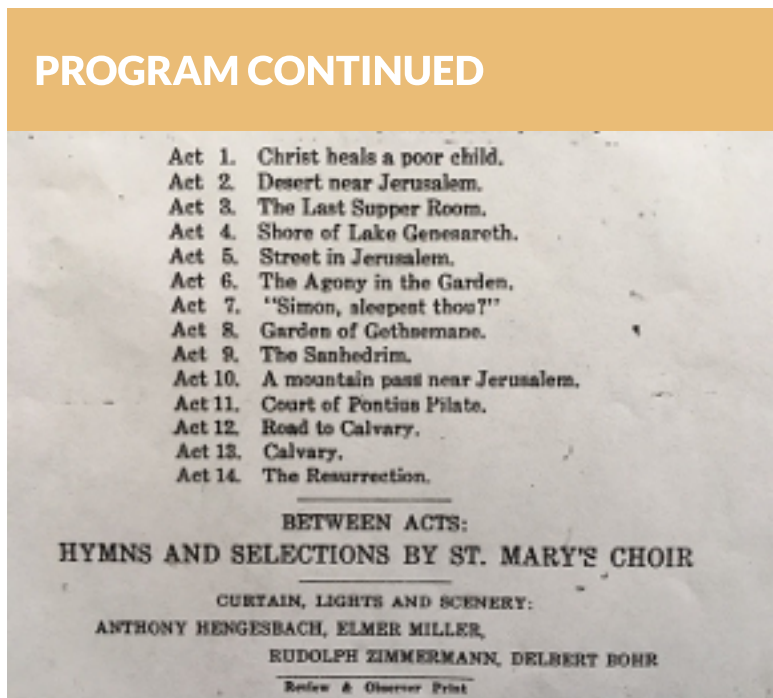 PROGRAM CONTINUED
Act 1. Christ heals a poor child.
Act 2. Desert near Jerusalem.
Act 3. The Last Supper Room.
Act 4. Shore of Lake Genesareth.
Act 5. Street in Jerusalem.
Act 6. The Agony in the Garden.
Act 7. "Simon, sleepest thou?"
Act 8. Garden of Gethsemane.
Act 9. The Sanhedrim.
Act 10. A mountain pass near Jerusalem.
Act 11. Court of Pontius Pilate.
Act 12. Road to Calvary.
Act 13. Calvary.
Act 14. The Resurrection.
BETWEEN ACTS:
HYMNS AND SELECTIONS BY ST. MARY'S CHOIR
CURTAIN, LIGHTS AND SCENERY:
ANTHONY HENGESBACH, ELMER MILLER,
RUDOLPH ZIMMERMANN, DELBERT BOHR
Review & Observer Print